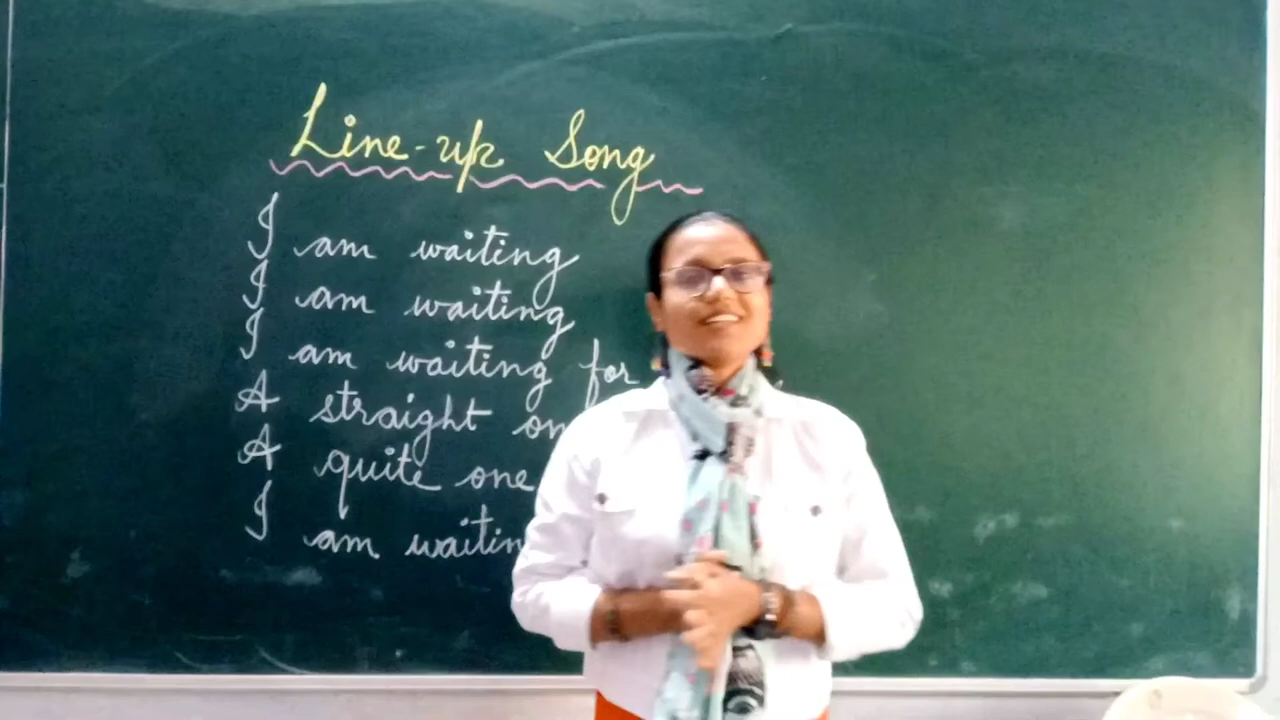 Line-up Song
I am waiting
I am waiting
I am waiting for
A straight
A quite one
I am